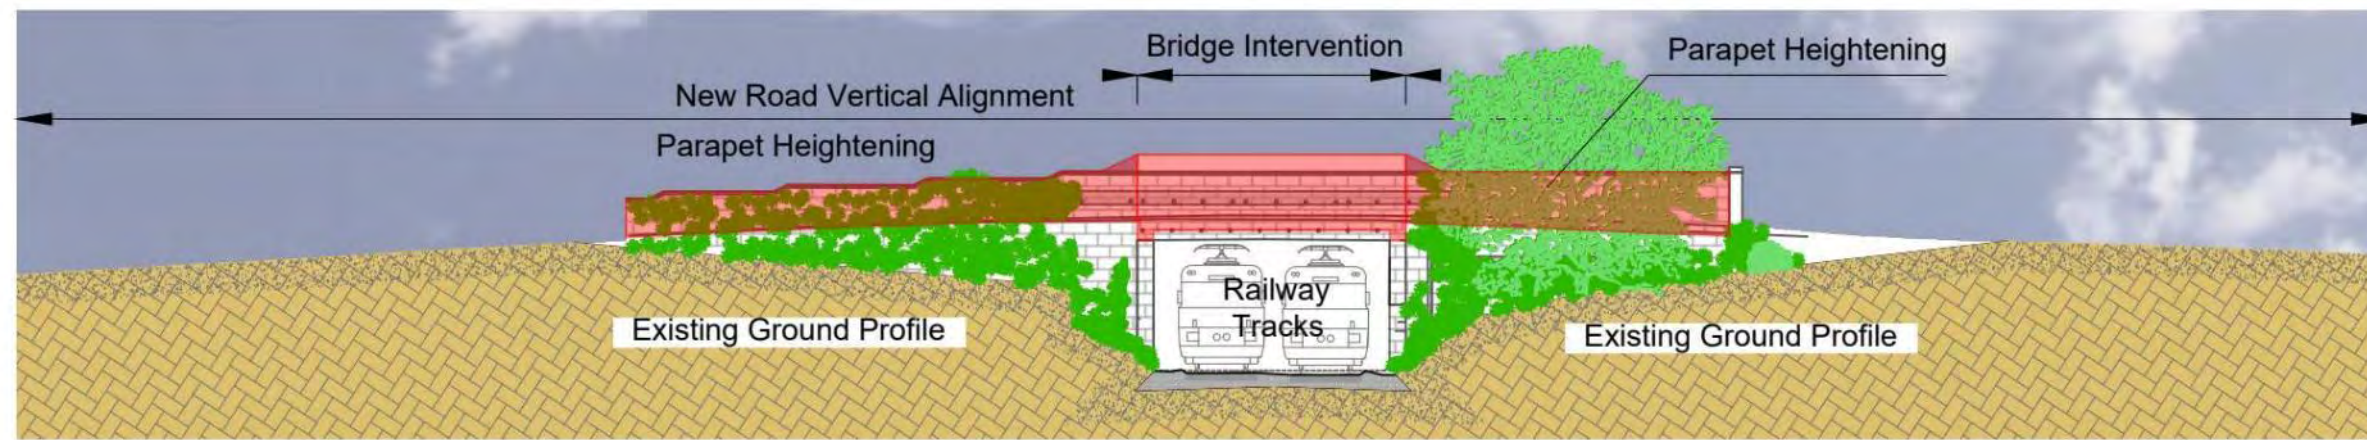 Bridge Intervention
Parapet Heightening
New Road Vertical Alignment
Parapet Heightening
Railway
Tracks
Existing Ground Profile
Existing Ground Profile